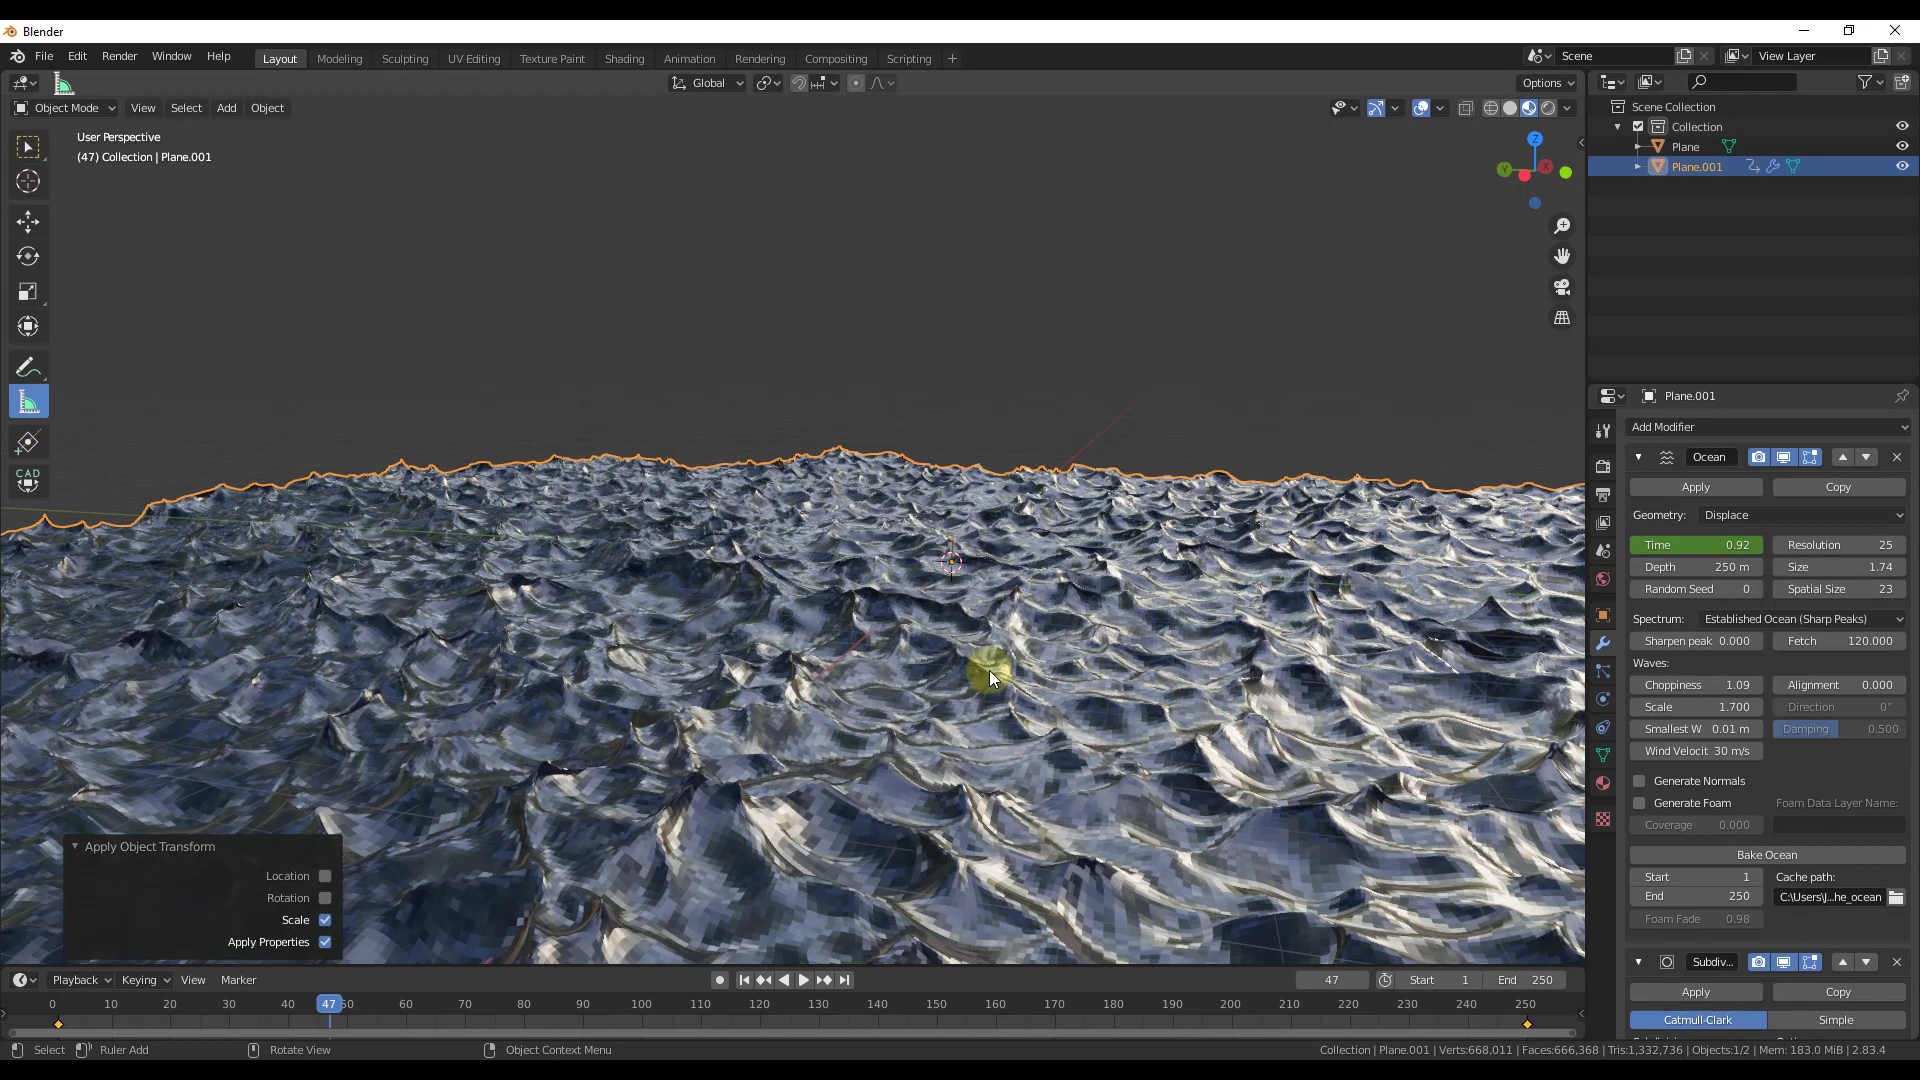 Blender
File Edit Render Window Help Layout Modeling Sculpting UV Editing Texture Paint Shading Animation Rendering Compositing Scripting + Scene View Layer
Global Options
Object Mode View Select Add Object
User Perspective
(47) Collection | Plane.001
Z
Y
X
CAD
Scene Collection
Collection
Plane
Plane.001
Plane.001
Add Modifier
Ocean
Apply Copy
Geometry: Displace
Time 0.92 Resolution 25
Depth 250 m Size 1.74
Random Seed 0 Spatial Size 23
Spectrum: Established Ocean (Sharp Peaks)
Sharpen peak 0.000 Fetch 120.000
Waves:
Choppiness 1.09 Alignment 0.000
Scale 1.700 Direction 0°
Smallest W 0.01 m Damping 0.500
Wind Velocit 30 m/s
Generate Normals
Generate Foam Foam Data Layer Name:
Coverage 0.000
Bake Ocean
Start 1 Cache path:
End 250 C:\Users\J...he_ocean
Foam Fade 0.98
Subdiv...
Apply Copy
Catmull-Clark Simple
Apply Object Transform
Location
Rotation
Scale
Apply Properties
Playback Keying View Marker 47 Start 1 End 250
0 10 20 30 40 47 50 60 70 80 90 100 110 120 130 140 150 160 170 180 190 200 210 220 230 240 250
Select Ruler Add Rotate View Object Context Menu Collection | Plane.001 | Verts:668,011 | Faces:666,368 | Tris:1,332,736 | Objects:1/2 | Mem: 183.0 MiB | 2.83.4